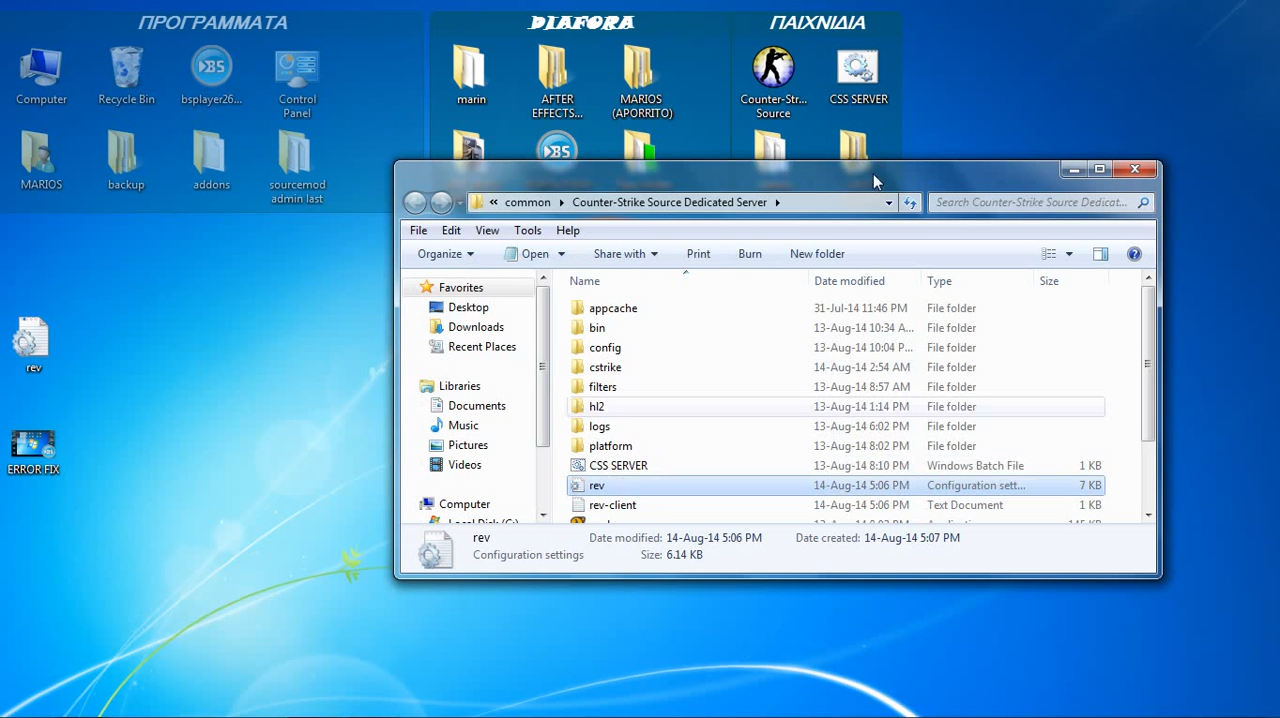 ΠΡΟΓΡΑΜΜΑΤΑ
DIAFORA
ΠΑΙΧΝΙΔΙΑ
Computer
Recycle Bin
bsplayer26...
Control Panel
marin
AFTER EFFECTS...
MARIOS (APORRITO)
Counter-Str... Source
CSS SERVER
MARIOS
backup
addons
sourcemod admin last
BS
rev
ERROR FIX
« common ▸ Counter-Strike Source Dedicated Server ▸
Search Counter-Strike Source Dedicat...
File Edit View Tools Help
Organize Open Share with Print Burn New folder
Favorites
Desktop
Downloads
Recent Places
Libraries
Documents
Music
Pictures
Videos
Computer
Name Date modified Type Size
appcache 31-Jul-14 11:46 PM File folder
bin 13-Aug-14 10:34 A... File folder
config 13-Aug-14 10:04 P... File folder
cstrike 14-Aug-14 2:54 AM File folder
filters 13-Aug-14 8:57 AM File folder
hl2 13-Aug-14 1:14 PM File folder
logs 13-Aug-14 6:02 PM File folder
platform 13-Aug-14 8:02 PM File folder
CSS SERVER 13-Aug-14 8:10 PM Windows Batch File 1 KB
rev 14-Aug-14 5:06 PM Configuration sett... 7 KB
rev-client 14-Aug-14 5:06 PM Text Document 1 KB
rev Date modified: 14-Aug-14 5:06 PM Date created: 14-Aug-14 5:07 PM
Configuration settings Size: 6.14 KB